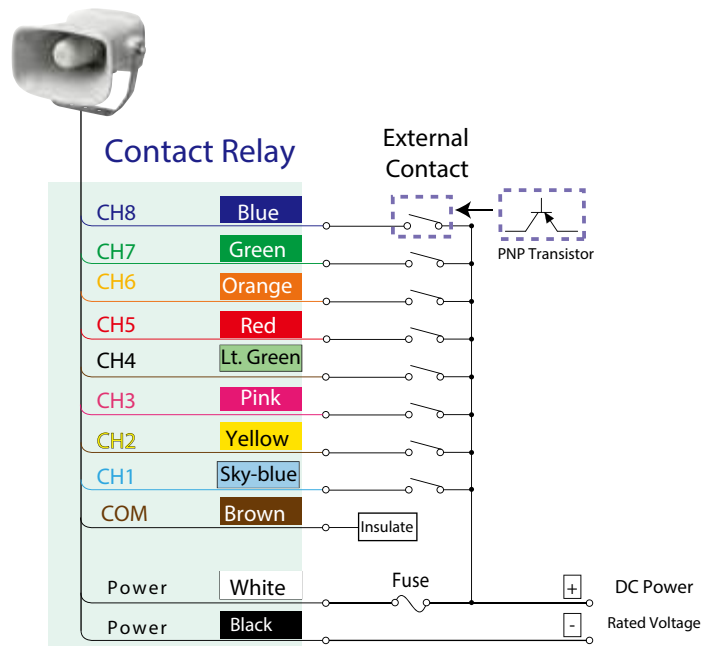 Contact Relay
External
Contact
CH8 Blue
PNP Transistor
CH7 Green
CH6 Orange
CH5 Red
CH4 Lt. Green
CH3 Pink
CH2 Yellow
CH1 Sky-blue
COM Brown
Insulate
Power White Fuse + DC Power
Power Black - Rated Voltage